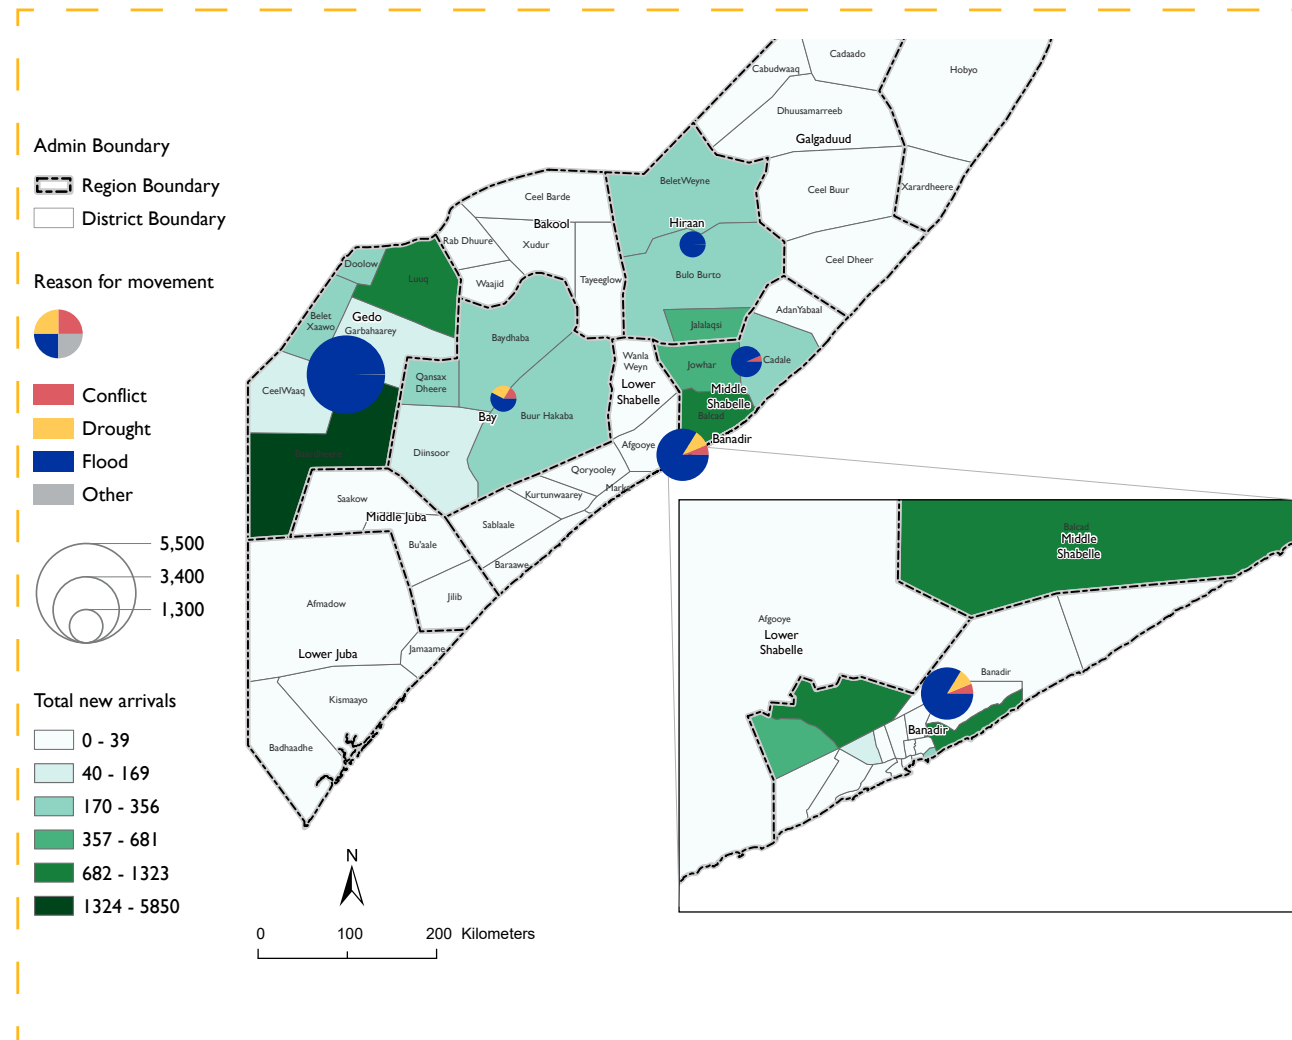 Admin Boundary
Region Boundary
District Boundary
Reason for movement
Conflict
Drought
Flood
Other
5,500
3,400
1,300
Total new arrivals
0 - 39
40 - 169
170 - 356
357 - 681
682 - 1323
1324 - 5850
Cabudwaaq
Cadaado
Hobyo
Dhuusamarreeb
Galgaduud
Ceel Buur
Xarardheere
Ceel Dheer
BeletWeyne
Hiraan
Bulo Burto
Jalalaqsi
AdanYabaal
Ceel Barde
Bakool
Rab Dhuure
Xudur
Waajid
Tayeeglow
Doolow
Luuq
Belet
Xaawo
Gedo
Garbahaarey
CeelWaaq
Baydhaba
Qansax
Dheere
Bay
Buur Hakaba
Diinsoor
Wanla
Weyn
Lower
Shabelle
Jowhar
Cadale
Middle
Shabelle
Balcad
Banadir
Afgooye
Qoryooley
Kurtunwaarey
Sablaale
Baraawe
Saakow
Middle Juba
Bu'aale
Jilib
Afmadow
Lower Juba
Jamaame
Kismaayo
Badhaadhe
Balcad
Middle
Shabelle
Afgooye
Lower
Shabelle
Banadir
Banadir
N
0 100 200 Kilometers